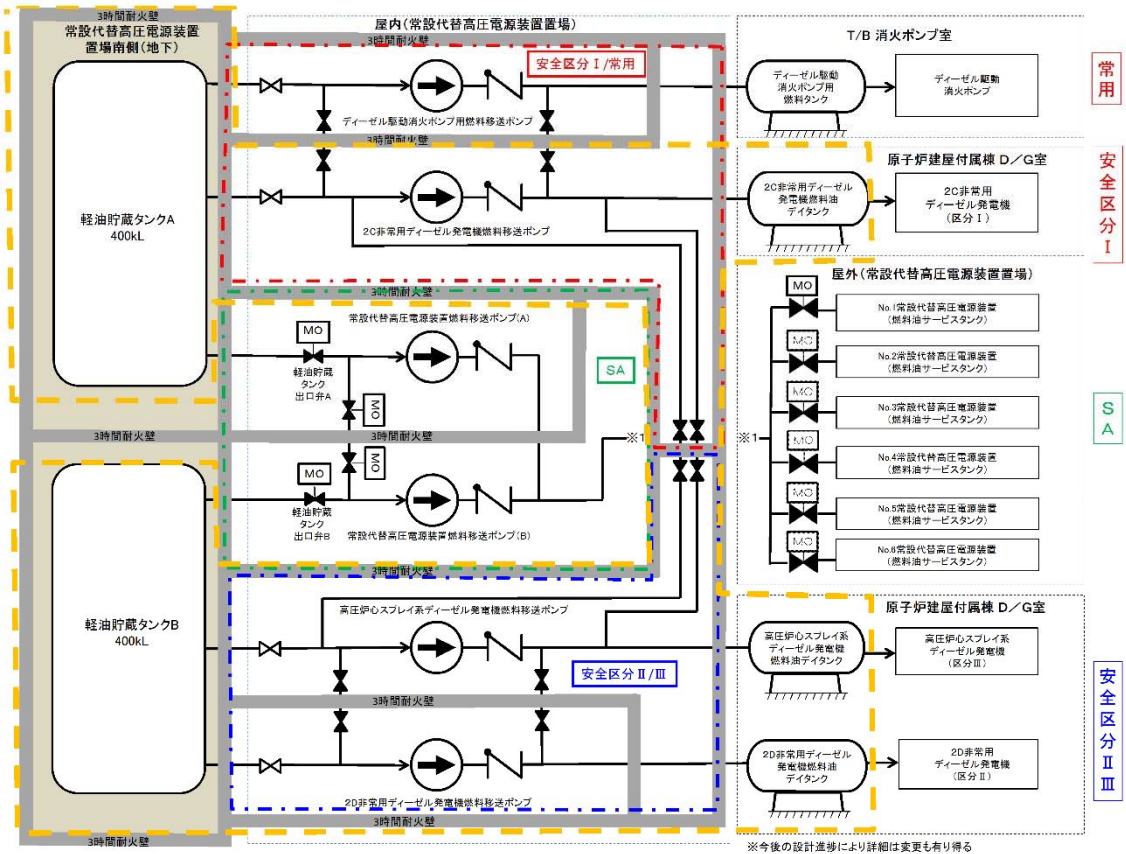 3時間耐火壁
常設代替高圧電源装置
置場南側(地下)
屋内(常設代替高圧電源装置置場)
3時間耐火壁
安全区分Ⅰ/常用
T/B 消火ポンプ室
常用
ディーゼル駆動
消火ポンプ用
燃料タンク
ディーゼル駆動
消火ポンプ
ディーゼル駆動消火ポンプ用燃料移送ポンプ
3時間耐火壁
原子炉建屋付属棟 D/G室
安全区分Ⅰ
軽油貯蔵タンクA
400kL
2C非常用ディーゼル
発電機燃料油
デイタンク
2C非常用
ディーゼル発電機
(区分Ⅰ)
2C非常用ディーゼル発電機燃料移送ポンプ
3時間耐火壁
屋外(常設代替高圧電源装置置場)
常設代替高圧電源装置燃料移送ポンプ(A)
MO
軽油貯蔵
タンク
出口弁A
MO
SA
3時間耐火壁
3時間耐火壁
※1
※1
MO
No.1常設代替高圧電源装置
(燃料油サービスタンク)
MO
No.2常設代替高圧電源装置
(燃料油サービスタンク)
MO
No.3常設代替高圧電源装置
(燃料油サービスタンク)
MO
No.4常設代替高圧電源装置
(燃料油サービスタンク)
MO
No.5常設代替高圧電源装置
(燃料油サービスタンク)
MO
No.6常設代替高圧電源装置
(燃料油サービスタンク)
SA
MO
MO
軽油貯蔵
タンク
出口弁B
常設代替高圧電源装置燃料移送ポンプ(B)
3時間耐火壁
軽油貯蔵タンクB
400kL
高圧炉心スプレイ系ディーゼル発電機燃料移送ポンプ
原子炉建屋付属棟 D/G室
高圧炉心スプレイ系
ディーゼル発電機
燃料油デイタンク
高圧炉心スプレイ系
ディーゼル発電機
(区分Ⅲ)
安全区分Ⅱ/Ⅲ
安全区分ⅡⅢ
3時間耐火壁
2D非常用ディーゼル
発電機燃料油
デイタンク
2D非常用
ディーゼル発電機
(区分Ⅱ)
2D非常用ディーゼル発電機燃料移送ポンプ
3時間耐火壁
3時間耐火壁
※今後の設計進捗により詳細は変更も有り得る